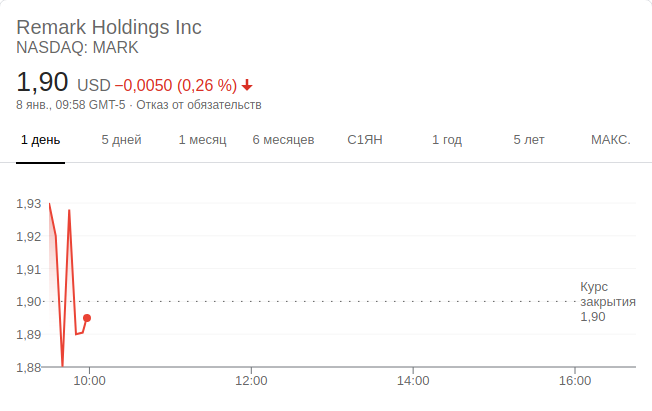 Remark Holdings Inc
NASDAQ: MARK
1,90 USD −0,0050 (0,26 %)
8 янв., 09:58 GMT-5 · Отказ от обязательств
1 день 5 дней 1 месяц 6 месяцев С1ЯН 1 год 5 лет МАКС.
1,93
1,92
1,91
Курс
1,90 закрытия
1,90
1,89
1,88
10:00 12:00 14:00 16:00